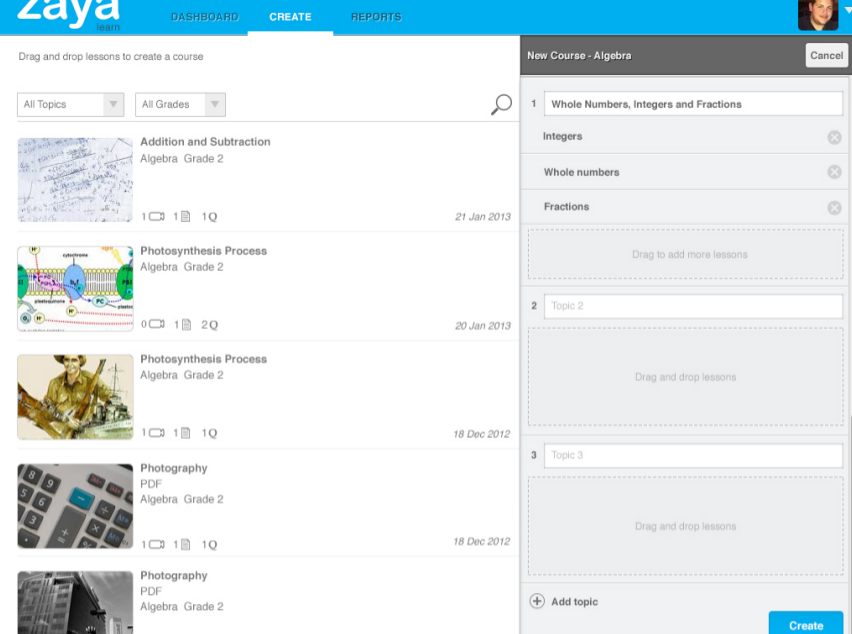 zaya
learn
DASHBOARD
CREATE
REPORTS
Drag and drop lessons to create a course
All Topics
All Grades
Addition and Subtraction
Algebra Grade 2
1 1 1Q
21 Jan 2013
Photosynthesis Process
Algebra Grade 2
0 1 2Q
20 Jan 2013
Photosynthesis Process
Algebra Grade 2
1 1 1Q
18 Dec 2012
Photography
PDF
Algebra Grade 2
1 1 1Q
18 Dec 2012
Photography
PDF
Algebra Grade 2
New Course - Algebra
Cancel
1 Whole Numbers, Integers and Fractions
Integers
Whole numbers
Fractions
Drag to add more lessons
2 Topic 2
Drag and drop lessons
3 Topic 3
Drag and drop lessons
Add topic
Create